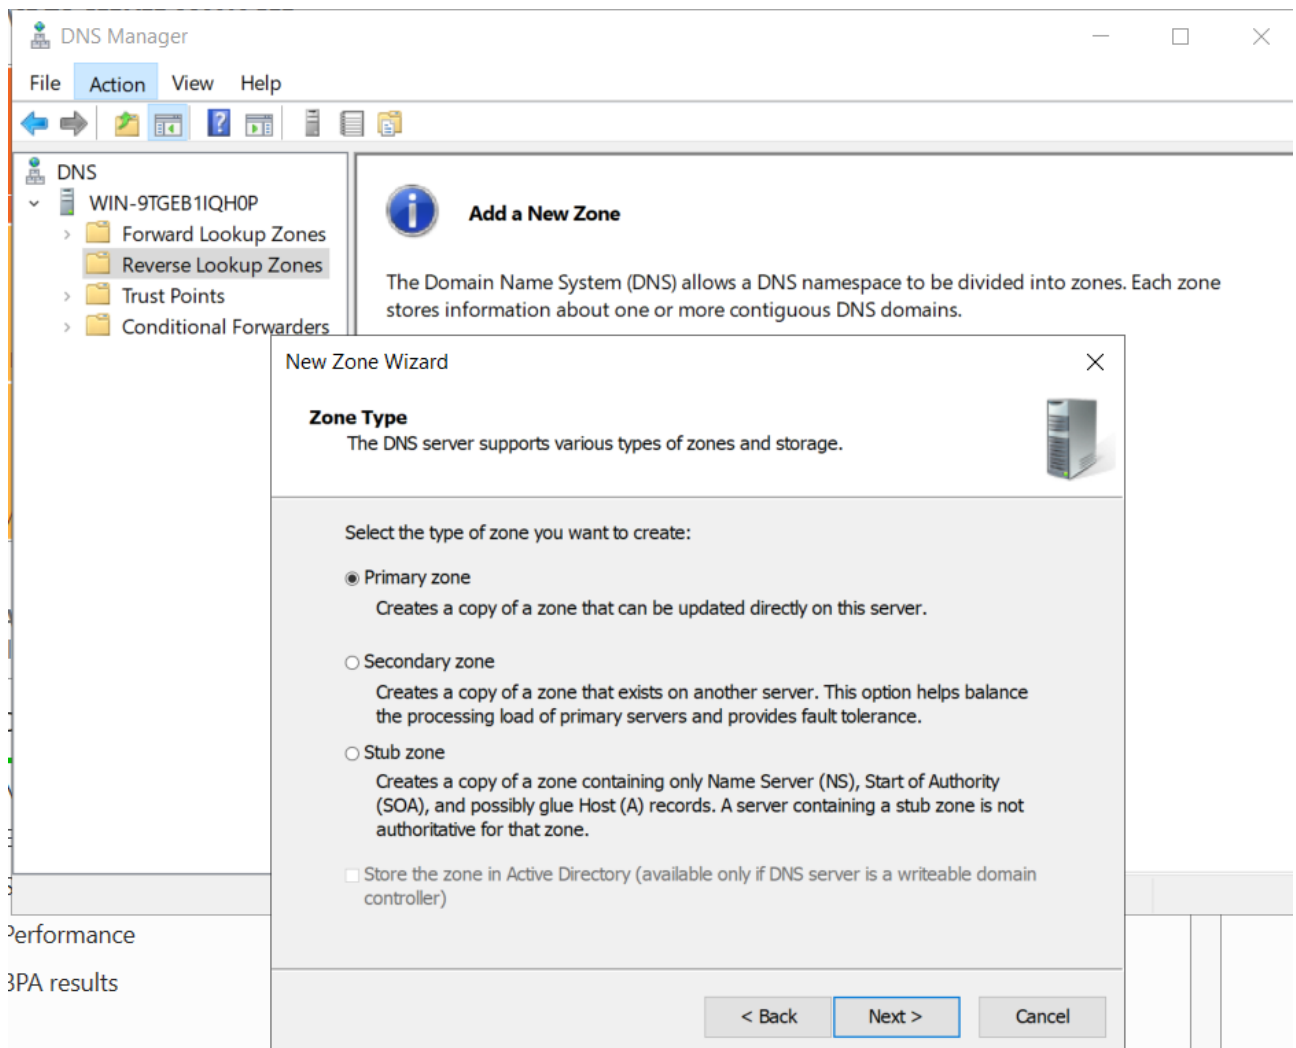 DNS Manager
File Action View Help
DNS
WIN-9TGEB1IQH0P
Forward Lookup Zones
Reverse Lookup Zones
Trust Points
Conditional Forwarders
Add a New Zone
The Domain Name System (DNS) allows a DNS namespace to be divided into zones. Each zone
stores information about one or more contiguous DNS domains.
New Zone Wizard
Zone Type
The DNS server supports various types of zones and storage.
Select the type of zone you want to create:
Primary zone
Creates a copy of a zone that can be updated directly on this server.
Secondary zone
Creates a copy of a zone that exists on another server. This option helps balance
the processing load of primary servers and provides fault tolerance.
Stub zone
Creates a copy of a zone containing only Name Server (NS), Start of Authority
(SOA), and possibly glue Host (A) records. A server containing a stub zone is not
authoritative for that zone.
Store the zone in Active Directory (available only if DNS server is a writeable domain
controller)
< Back
Next >
Cancel
Performance
BPA results